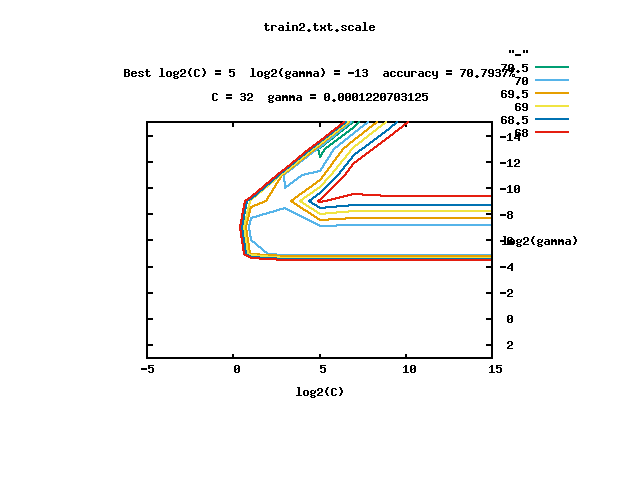 train2.txt.scale
"-"
Best log2(C) = 5 log2(gamma) = -13 accuracy = 70.7937%
70.5
70
C = 32 gamma = 0.0001220703125
69.5
69
68.5
68
-14
-12
-10
-8
-6
log2(gamma)
-4
-2
0
2
-5 0 5 10 15
log2(C)